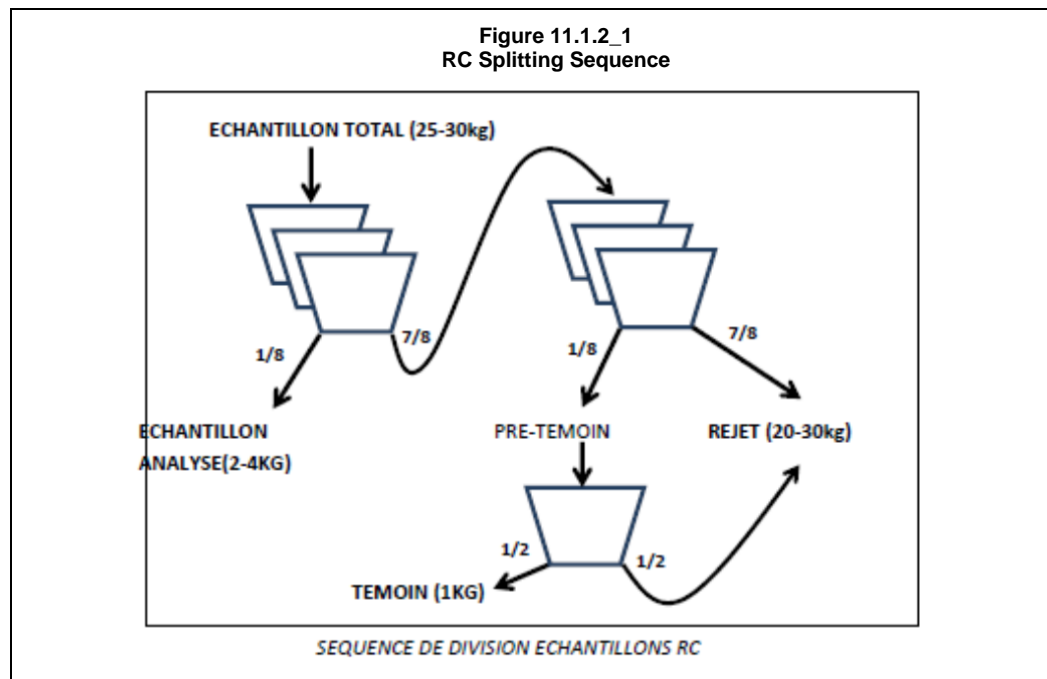 Figure 11.1.2_1
RC Splitting Sequence
ECHANTILLON TOTAL (25-30kg)
1/8
7/8
1/8
7/8
ECHANTILLON
ANALYSE(2-4KG)
PRE-TEMOIN
REJET (20-30kg)
1/2
1/2
TEMOIN (1KG)
SEQUENCE DE DIVISION ECHANTILLONS RC